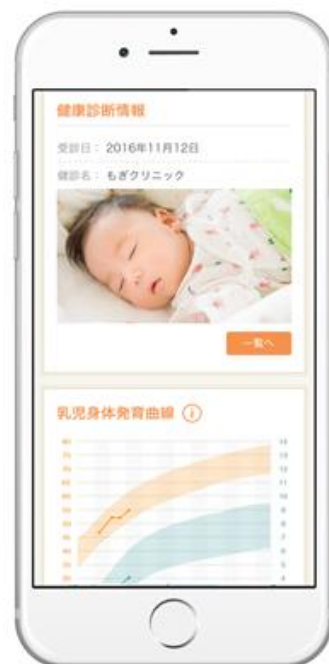 健康診断情報
受診日： 2016年11月12日
健診名： もぎクリニック
一覧へ
乳児身体発育曲線 i